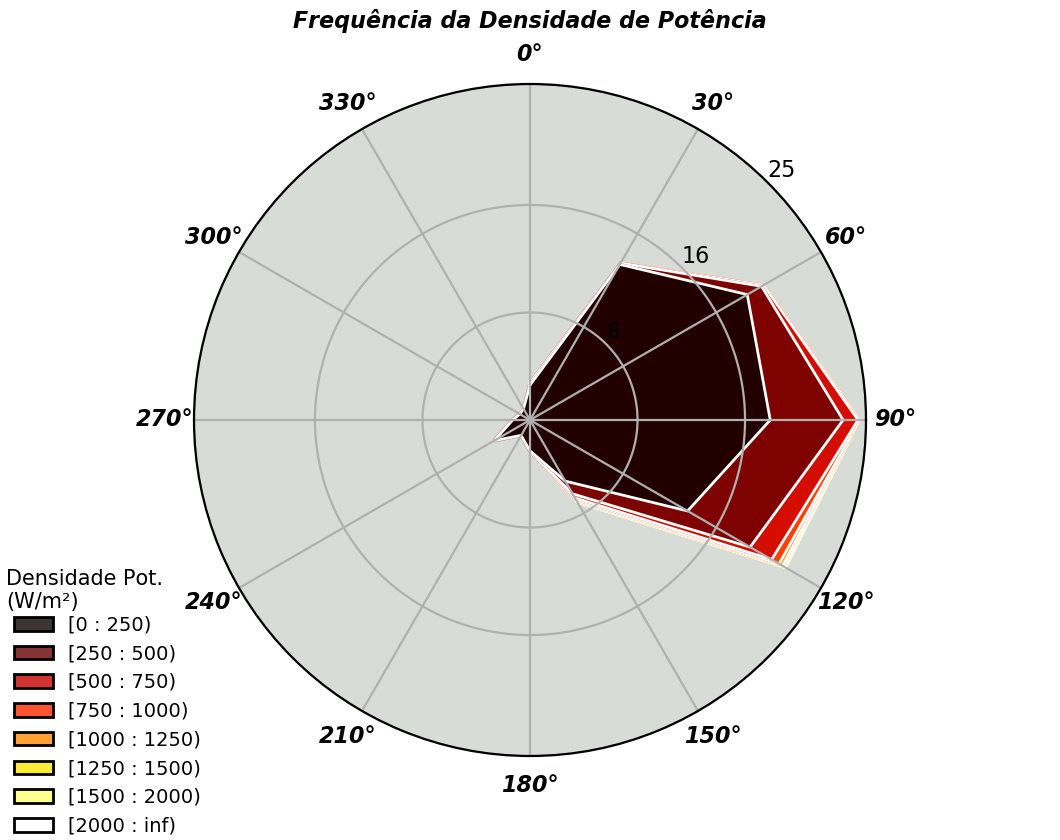 Frequência da Densidade de Potência
0°
330°
30°
25
300°
60°
16
8
270°
90°
Densidade Pot.
(W/m²)
240°
120°
[0 : 250)
[250 : 500)
[500 : 750)
[750 : 1000)
210°
150°
[1000 : 1250)
[1250 : 1500)
180°
[1500 : 2000)
[2000 : inf)